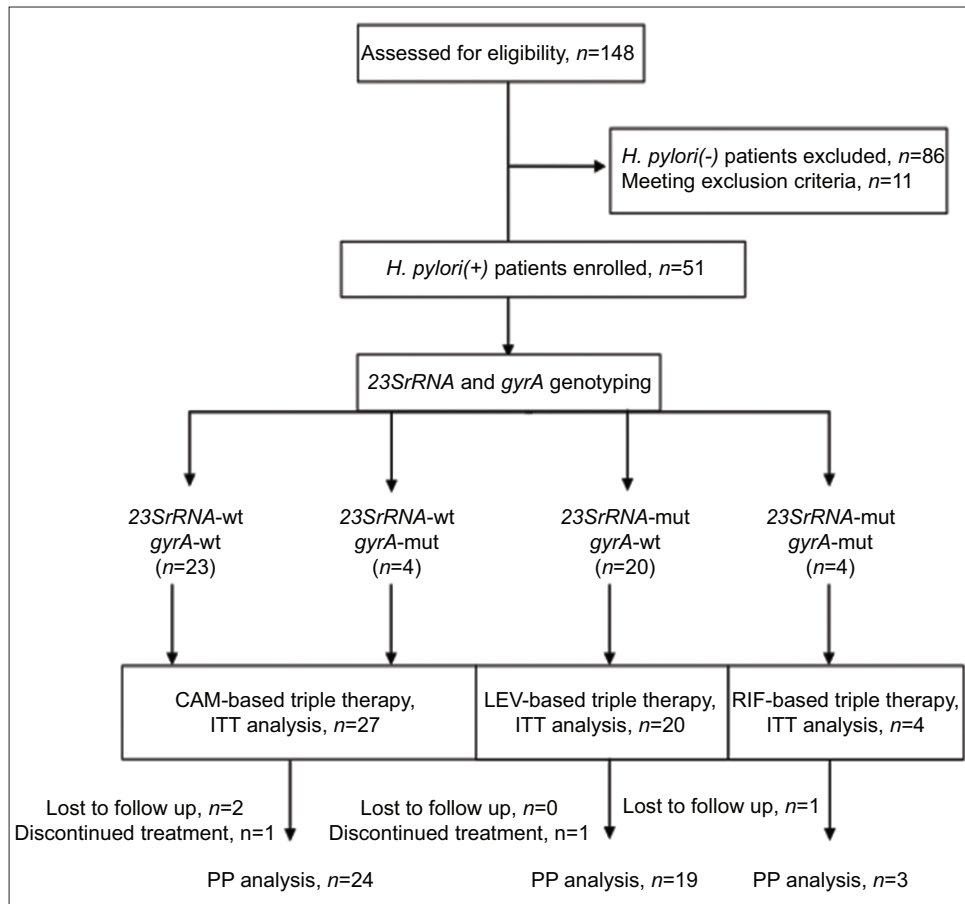 Assessed for eligibility, n=148
H. pylori(-) patients excluded, n=86
Meeting exclusion criteria, n=11
H. pylori(+) patients enrolled, n=51
23SrRNA and gyrA genotyping
23SrRNA-wt
gyrA-wt
(n=23)
23SrRNA-wt
gyrA-mut
(n=4)
23SrRNA-mut
gyrA-wt
(n=20)
23SrRNA-mut
gyrA-mut
(n=4)
CAM-based triple therapy,
ITT analysis, n=27
LEV-based triple therapy,
ITT analysis, n=20
RIF-based triple therapy,
ITT analysis, n=4
Lost to follow up, n=2
Discontinued treatment, n=1
Lost to follow up, n=0
Discontinued treatment, n=1
Lost to follow up, n=1
PP analysis, n=24
PP analysis, n=19
PP analysis, n=3